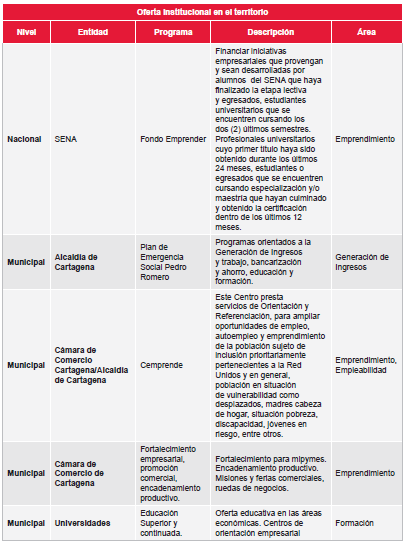 Oferta institucional en el territorio
Nivel Entidad Programa Descripción Área
Nacional SENA Fondo Emprender Financiar iniciativas
empresariales que provengan
y sean desarrolladas por
alumnos del SENA que haya
finalizado la etapa lectiva
y egresados, estudiantes
universitarios que se
encuentren cursando los
dos (2) últimos semestres.
Profesionales universitarios
cuyo primer título haya sido
obtenido durante los últimos
24 meses, estudiantes o
egresados que se encuentren
cursando especialización y/o
maestría que hayan culminado
y obtenido la certificación
dentro de los últimos 12
meses.
Emprendimiento
Municipal Alcaldía de
Cartagena
Plan de
Emergencia
Social Pedro
Romero
Programas orientados a la
Generación de Ingresos
y trabajo, bancarización
y ahorro, educación y
formación.
Generación de
Ingresos
Municipal Cámara de
Comercio
Cartagena/Alcaldía
de Cartagena
Cemprende
Este Centro presta
servicios de Orientación y
Referenciación, para ampliar
oportunidades de empleo,
autoempleo y emprendimiento
de la población sujeto de
inclusión prioritariamente
pertenecientes a la Red
Unidos y en general,
población en situación
de vulnerabilidad como
desplazados, madres cabeza
de hogar, situación pobreza,
discapacidad, jóvenes en
riesgo, entre otros.
Emprendimiento,
Empleabilidad
Municipal Cámara de
Comercio de
Cartagena
Fortalecimiento
empresarial,
promoción
comercial,
encadenamiento
productivo.
Fortalecimiento para mipymes.
Encadenamiento productivo.
Misiones y ferias comerciales,
ruedas de negocios.
Emprendimiento
Municipal Universidades
Educación
Superior y
continuada.
Oferta educativa en las áreas
económicas. Centros de
orientación empresarial
Formación